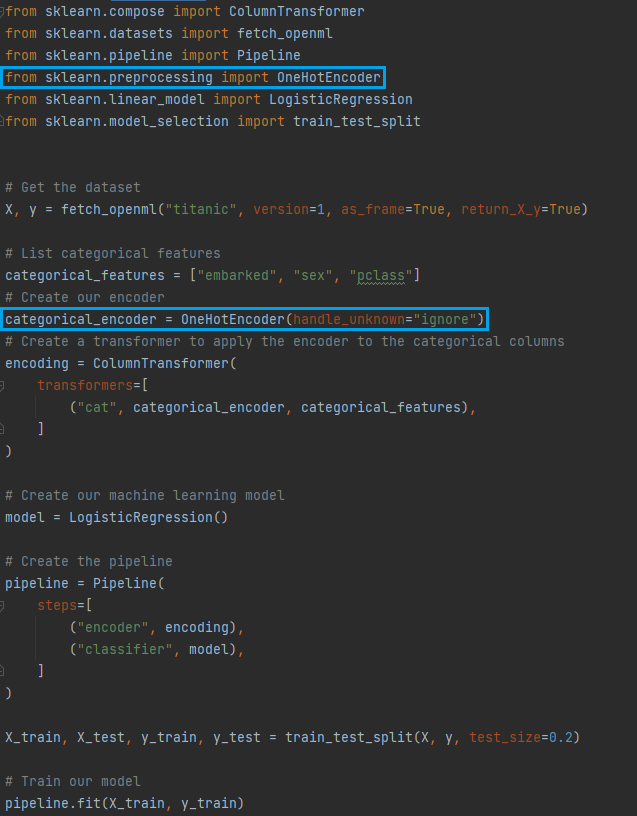 from sklearn.compose import ColumnTransformer
from sklearn.datasets import fetch_openml
from sklearn.pipeline import Pipeline
from sklearn.preprocessing import OneHotEncoder
from sklearn.linear_model import LogisticRegression
from sklearn.model_selection import train_test_split
# Get the dataset
X, y = fetch_openml("titanic", version=1, as_frame=True, return_X_y=True)
# List categorical features
categorical_features = ["embarked", "sex", "pclass"]
# Create our encoder
categorical_encoder = OneHotEncoder(handle_unknown="ignore")
# Create a transformer to apply the encoder to the categorical columns
encoding = ColumnTransformer(
    transformers=[
        ("cat", categorical_encoder, categorical_features),
    ]
)
# Create our machine learning model
model = LogisticRegression()
# Create the pipeline
pipeline = Pipeline(
    steps=[
        ("encoder", encoding),
        ("classifier", model),
    ]
)
X_train, X_test, y_train, y_test = train_test_split(X, y, test_size=0.2)
# Train our model
pipeline.fit(X_train, y_train)